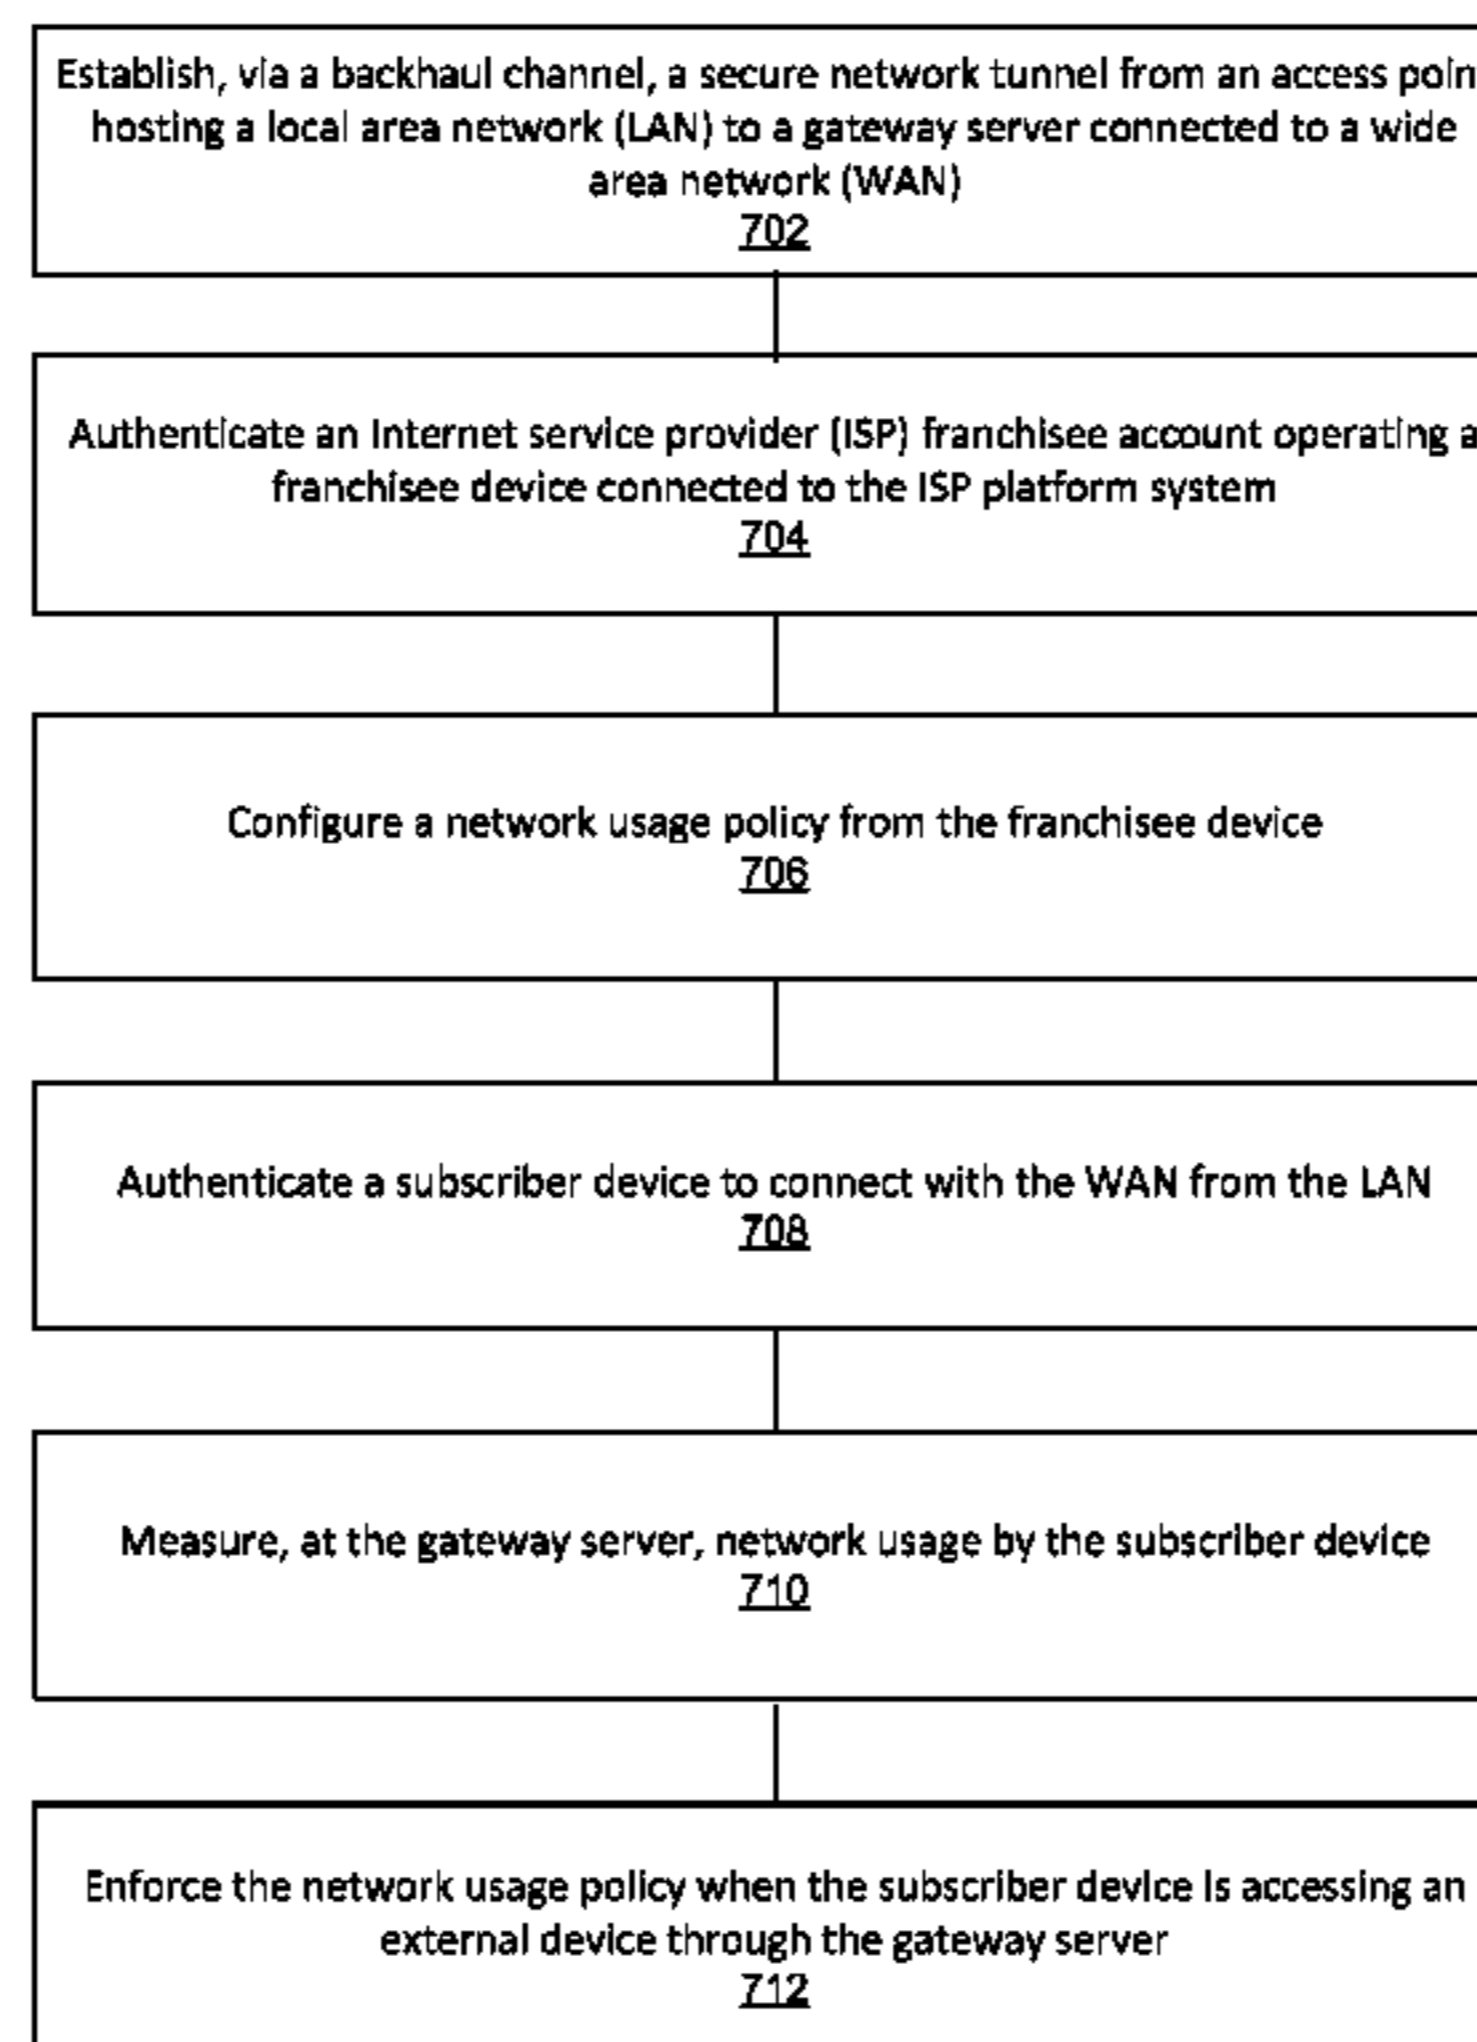 Establish, via a backhaul channel, a secure network tunnel from an access poin
hosting a local area network (LAN) to a gateway server connected to a wide
area network (WAN)
702
Authenticate an Internet service provider (ISP) franchisee account operating a
franchisee device connected to the ISP platform system
704
Configure a network usage policy from the franchisee device
706
Authenticate a subscriber device to connect with the WAN from the LAN
708
Measure, at the gateway server, network usage by the subscriber device
710
Enforce the network usage policy when the subscriber device is accessing an
external device through the gateway server
712